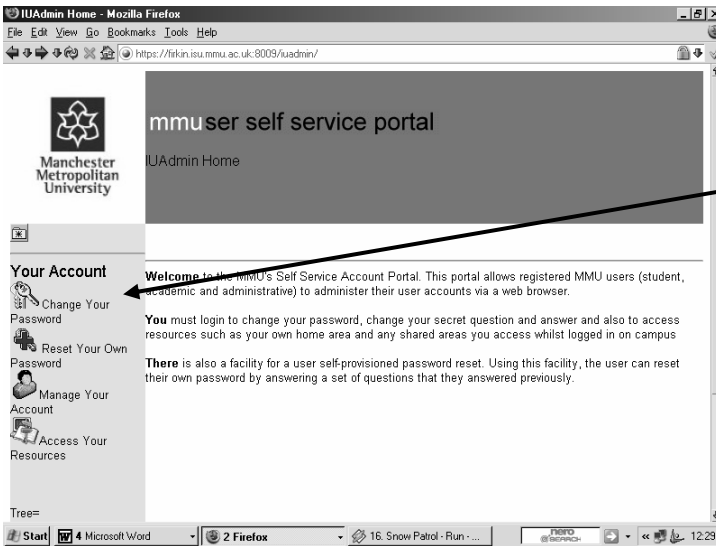 IUAdmin Home - Mozilla Firefox
File Edit View Go Bookmarks Tools Help
https://firkin.isu.mmu.ac.uk:8009/iuadmin/
Manchester
Metropolitan
University
mmuser self service portal
IUAdmin Home
Your Account
Change Your
Password
Reset Your Own
Password
Manage Your
Account
Access Your
Resources
Tree=
Welcome to the MMU's Self Service Account Portal. This portal allows registered MMU users (student,
academic and administrative) to administer their user accounts via a web browser.
You must login to change your password, change your secret question and answer and also to access
resources such as your own home area and any shared areas you access whilst logged in on campus
There is also a facility for a user self-provisioned password reset. Using this facility, the user can reset
their own password by answering a set of questions that they answered previously.
Start
4 Microsoft Word
2 Firefox
16. Snow Patrol - Run - ...
nero
@SEARCH
12:29